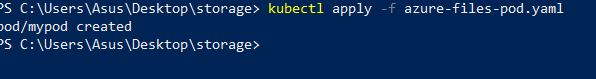 PS C:\Users\Asus\Desktop\storage> kubectl apply -f azure-files-pod.yaml
pod/mypod created
PS C:\Users\Asus\Desktop\storage>